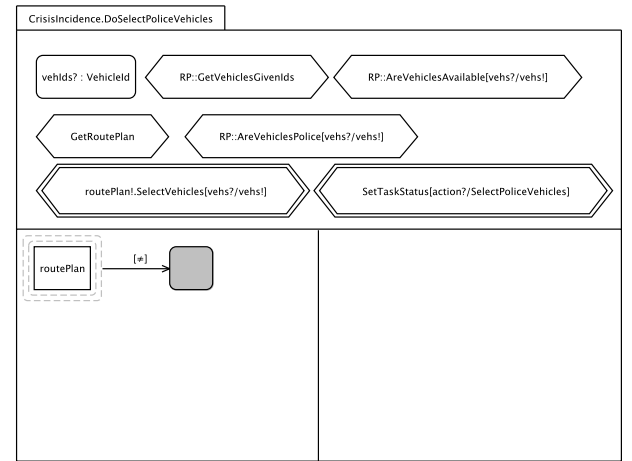 CrisisIncidence.DoSelectPoliceVehicles
vehIds? : VehicleId
RP::GetVehiclesGivenIds
RP::AreVehiclesAvailable[vehs?/vehs!]
GetRoutePlan
RP::AreVehiclesPolice[vehs?/vehs!]
routePlan!.SelectVehicles[vehs?/vehs!]
SetTaskStatus[action?/SelectPoliceVehicles]
routePlan
[≠]